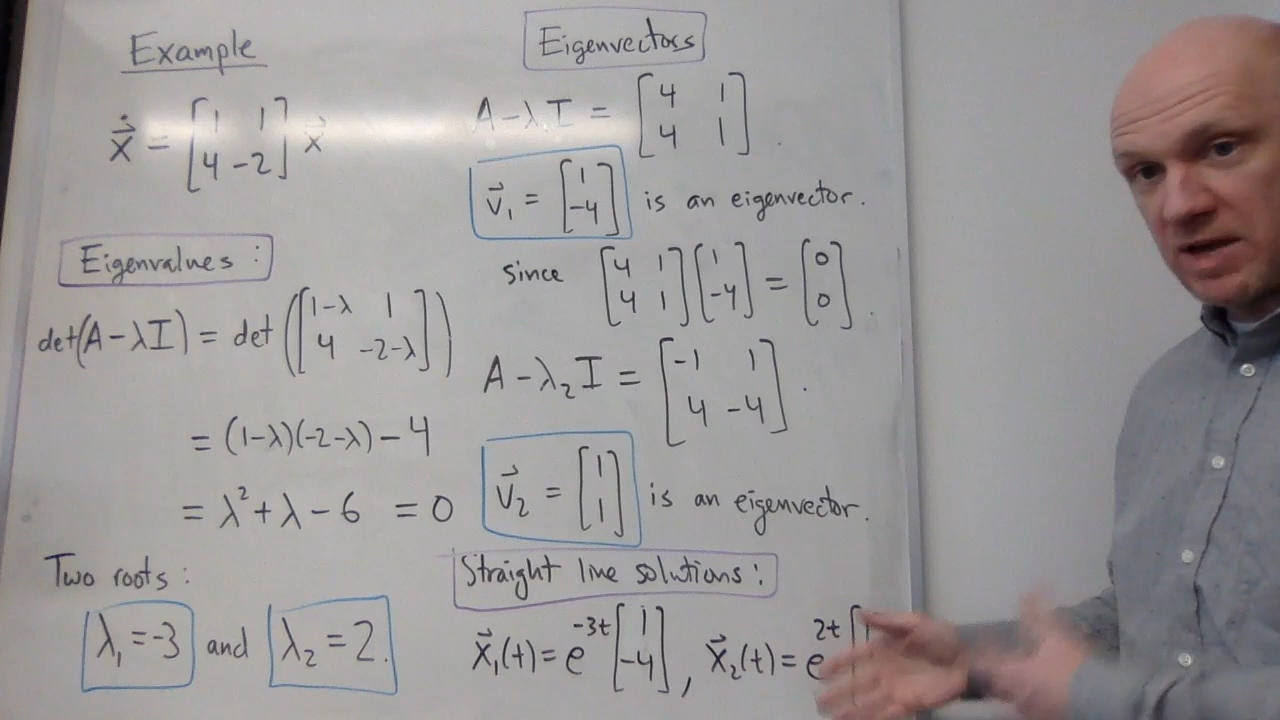 Example
ẋ⃗ = [1 1; 4 -2] x⃗
Eigenvalues:
det(A-λI) = det([1-λ 1; 4 -2-λ])
= (1-λ)(-2-λ) - 4
= λ² + λ - 6 = 0
Two roots:
λ₁ = -3 and λ₂ = 2.
Eigenvectors
A-λ₁I = [4 1; 4 1].
v⃗₁ = [1; -4] is an eigenvector.
since [4 1; 4 1][1; -4] = [0; 0].
A-λ₂I = [-1 1; 4 -4].
v⃗₂ = [1; 1] is an eigenvector.
Straight line solutions:
x⃗₁(t) = e^{-3t}[1; -4], x⃗₂(t) = e^{2t}[1